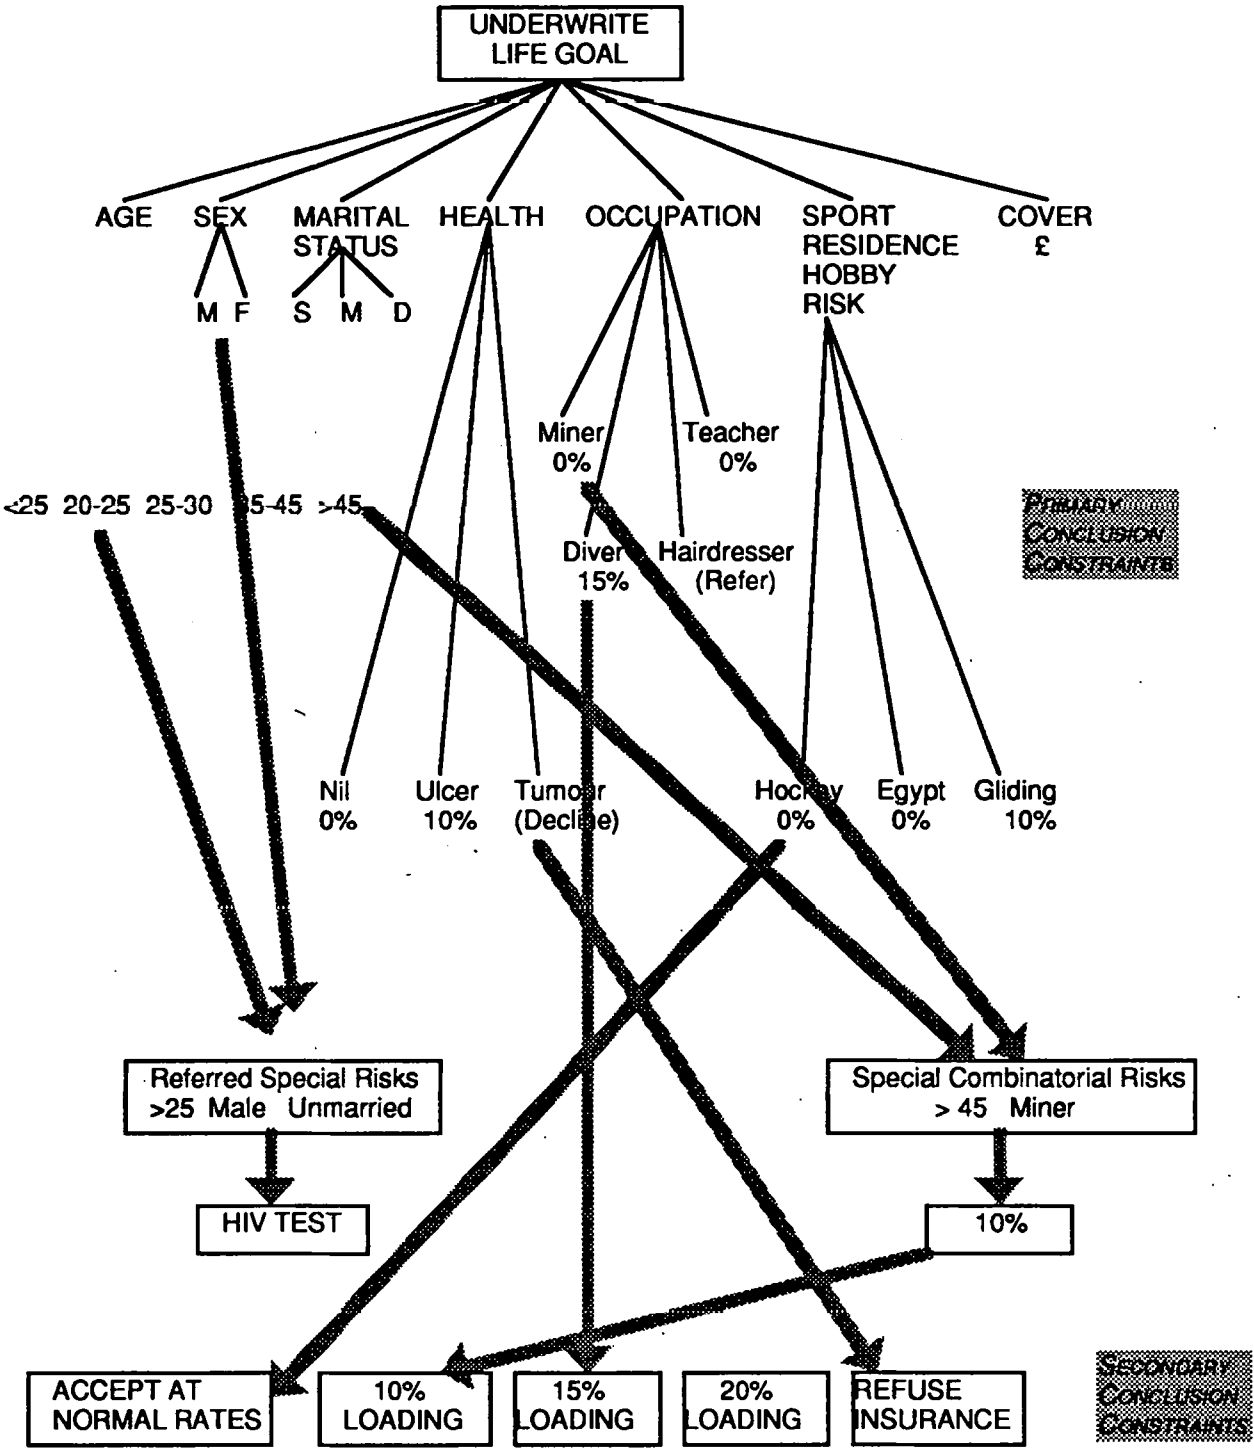 UNDERWRITE
LIFE GOAL
AGE SEX MARITAL HEALTH OCCUPATION SPORT COVER
STATUS RESIDENCE £
HOBBY
M F S M D RISK
Miner Teacher
0% 0%
<25 20-25 25-30 35-45 >45
PRIMARY
CONCLUSION
CONSTRAINTS
Diver Hairdresser
15% (Refer)
Nil Ulcer Tumour Hockey Egypt Gliding
0% 10% (Decline) 0% 0% 10%
Referred Special Risks
>25 Male Unmarried
Special Combinatorial Risks
> 45 Miner
HIV TEST
10%
ACCEPT AT
NORMAL RATES
10%
LOADING
15%
LOADING
20%
LOADING
REFUSE
INSURANCE
SECONDARY
CONCLUSION
CONSTRAINTS